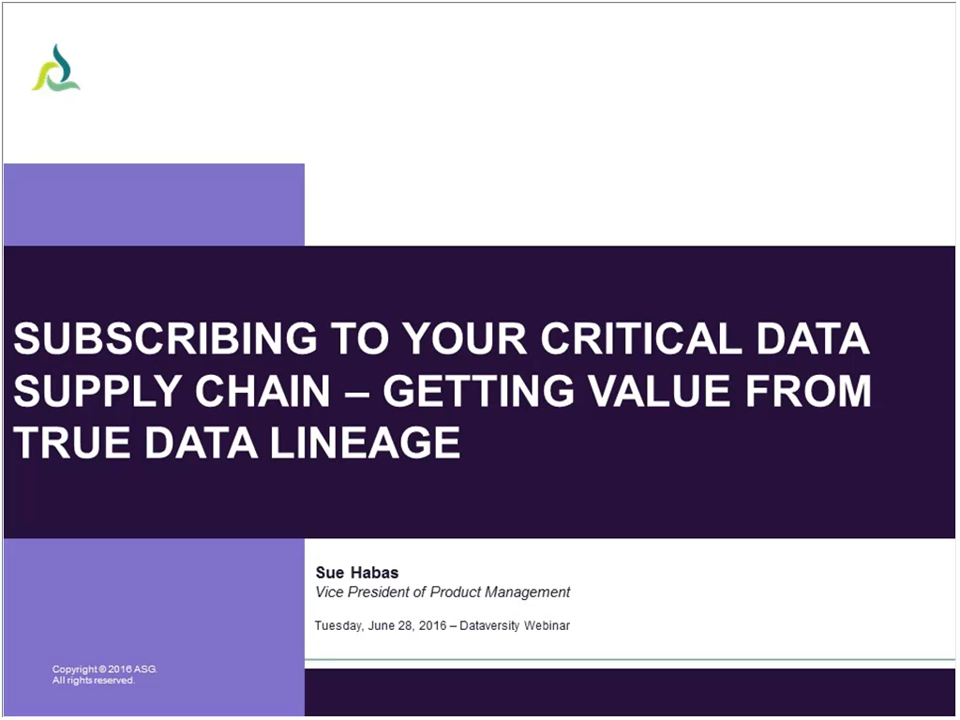 SUBSCRIBING TO YOUR CRITICAL DATA
SUPPLY CHAIN – GETTING VALUE FROM
TRUE DATA LINEAGE
Sue Habas
Vice President of Product Management
Tuesday, June 28, 2016 – Dataversity Webinar
Copyright © 2016 ASG.
All rights reserved.